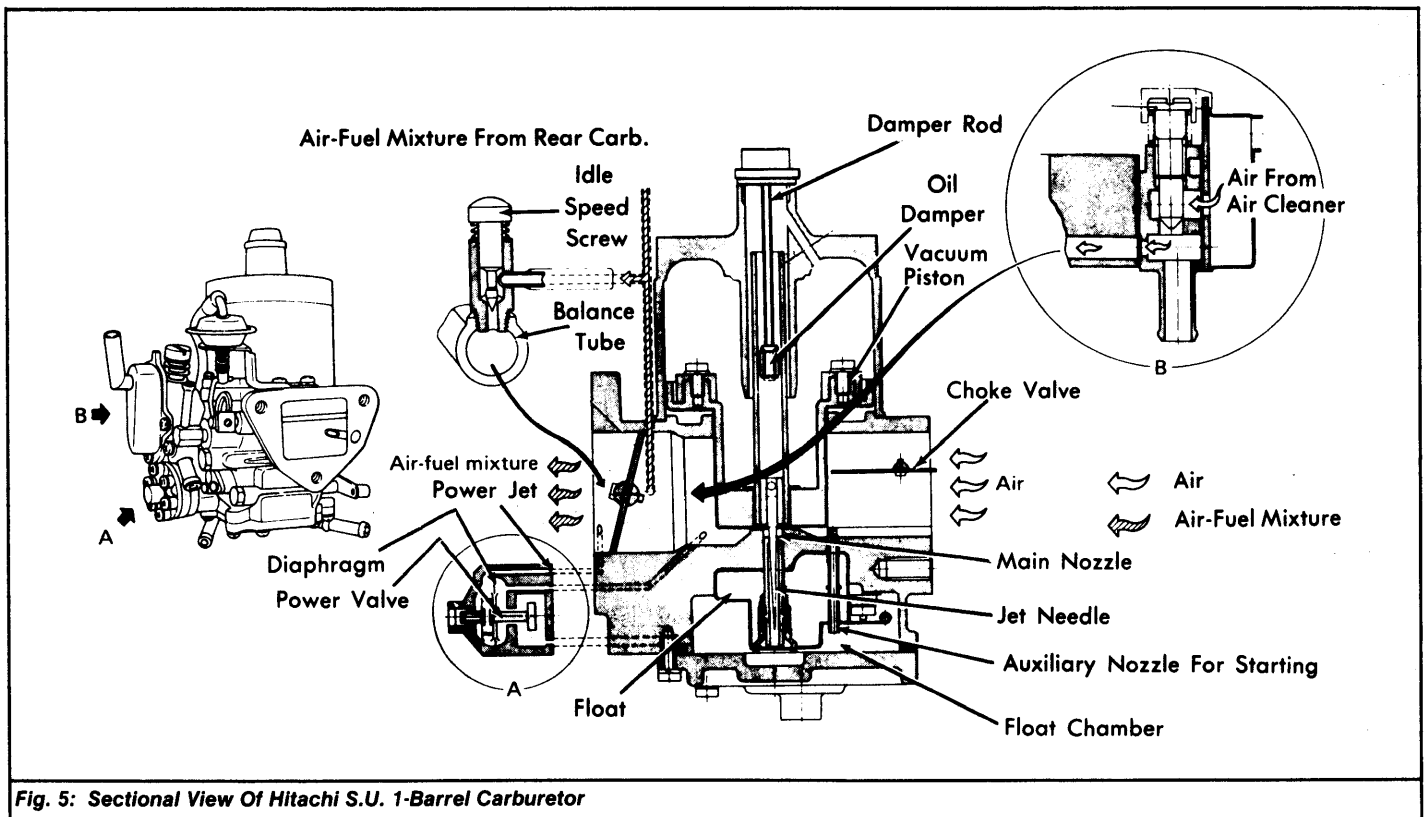 Air-Fuel Mixture From Rear Carb.
Idle
Speed
Screw
Balance
Tube
Damper Rod
Oil
Damper
Vacuum
Piston
Air From
Air Cleaner
B
Choke Valve
B
A
Air-fuel mixture
Power Jet
Diaphragm
Power Valve
A
Air
Air
Air-Fuel Mixture
Main Nozzle
Jet Needle
Auxiliary Nozzle For Starting
Float
Float Chamber
Fig. 5: Sectional View Of Hitachi S.U. 1-Barrel Carburetor